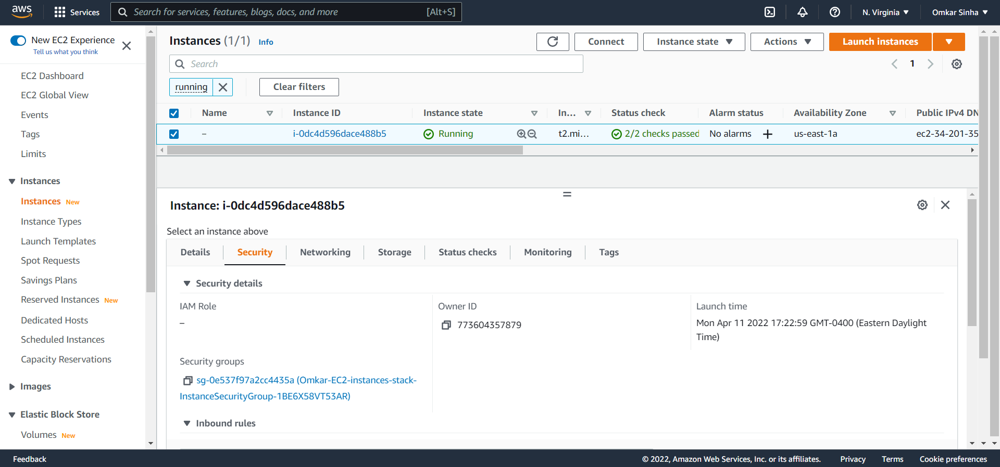 aws Services Search for services, features, blogs, docs, and more [Alt+S] N. Virginia Omkar Sinha
New EC2 Experience
Tell us what you think
EC2 Dashboard
EC2 Global View
Events
Tags
Limits
Instances
Instances New
Instance Types
Launch Templates
Spot Requests
Savings Plans
Reserved Instances New
Dedicated Hosts
Scheduled Instances
Capacity Reservations
Images
Elastic Block Store
Volumes New
Instances (1/1) Info Connect Instance state Actions Launch instances
Search 1
running Clear filters
Name Instance ID Instance state In... Status check Alarm status Availability Zone Public IPv4 DN
– i-0dc4d596dace488b5 Running t2.mi... 2/2 checks passed No alarms + us-east-1a ec2-34-201-35
Instance: i-0dc4d596dace488b5
Select an instance above
Details Security Networking Storage Status checks Monitoring Tags
Security details
IAM Role Owner ID Launch time
– 773604357879 Mon Apr 11 2022 17:22:59 GMT-0400 (Eastern Daylight
Time)
Security groups
sg-0e537f97a2cc4435a (Omkar-EC2-instances-stack-
InstanceSecurityGroup-1BE6X58VT53AR)
Inbound rules
Feedback © 2022, Amazon Web Services, Inc. or its affiliates. Privacy Terms Cookie preferences